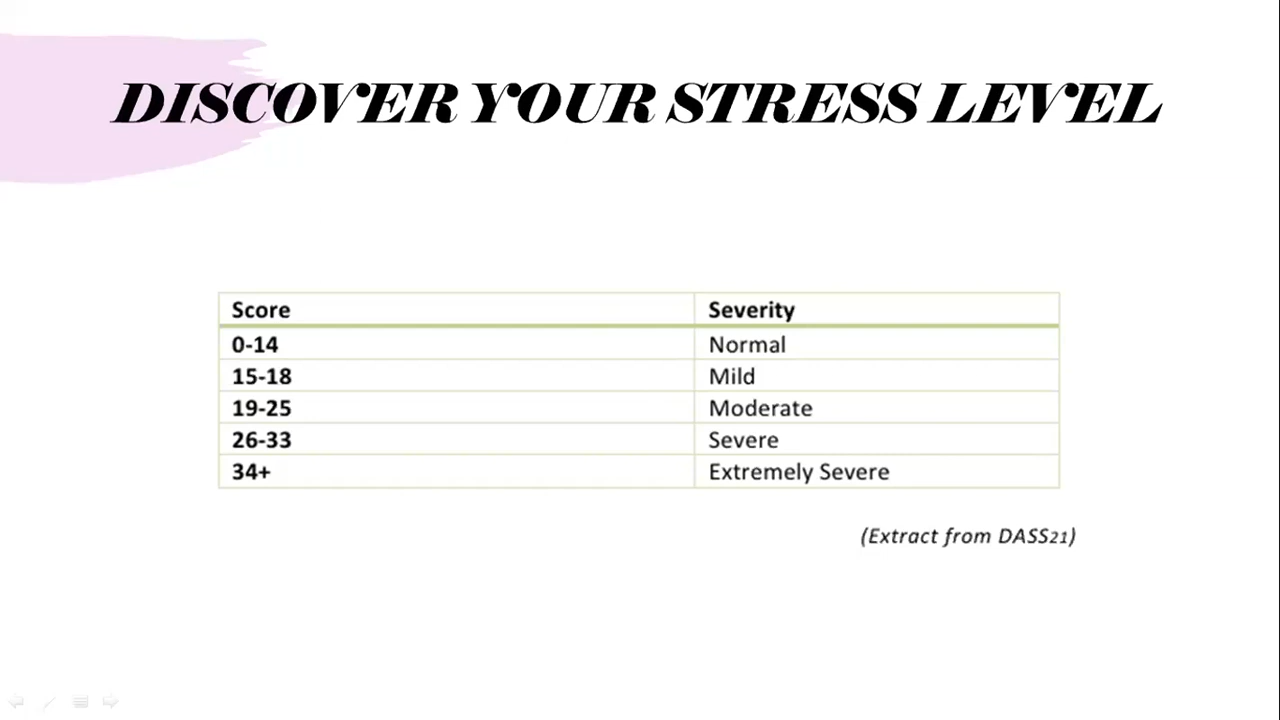 DISCOVER YOUR STRESS LEVEL
Score Severity
0-14 Normal
15-18 Mild
19-25 Moderate
26-33 Severe
34+ Extremely Severe
(Extract from DASS21)